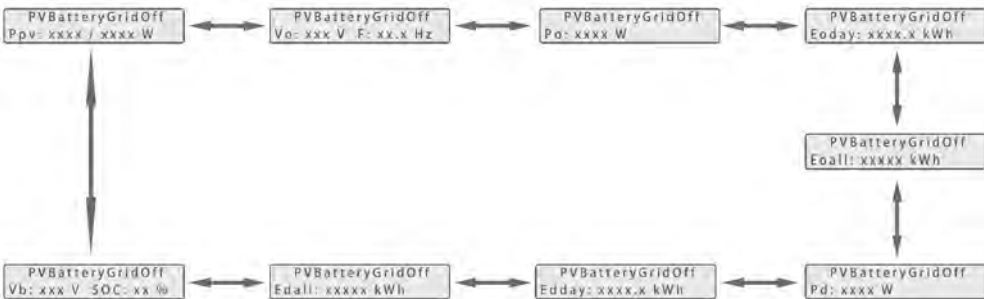 PVBatteryGridOff
Ppv: xxxx / xxxx W
PVBatteryGridOff
Vo: xxx V F: xx.x Hz
PVBatteryGridOff
Po: xxxx W
PVBatteryGridOff
Eoday: xxxx.x kWh
PVBatteryGridOff
Eoall: xxxxx kWh
PVBatteryGridOff
Vb: xxx V SOC: xx %
PVBatteryGridOff
Edall: xxxxx kWh
PVBatteryGridOff
Edday: xxxx.x kWh
PVBatteryGridOff
Pd: xxxx W